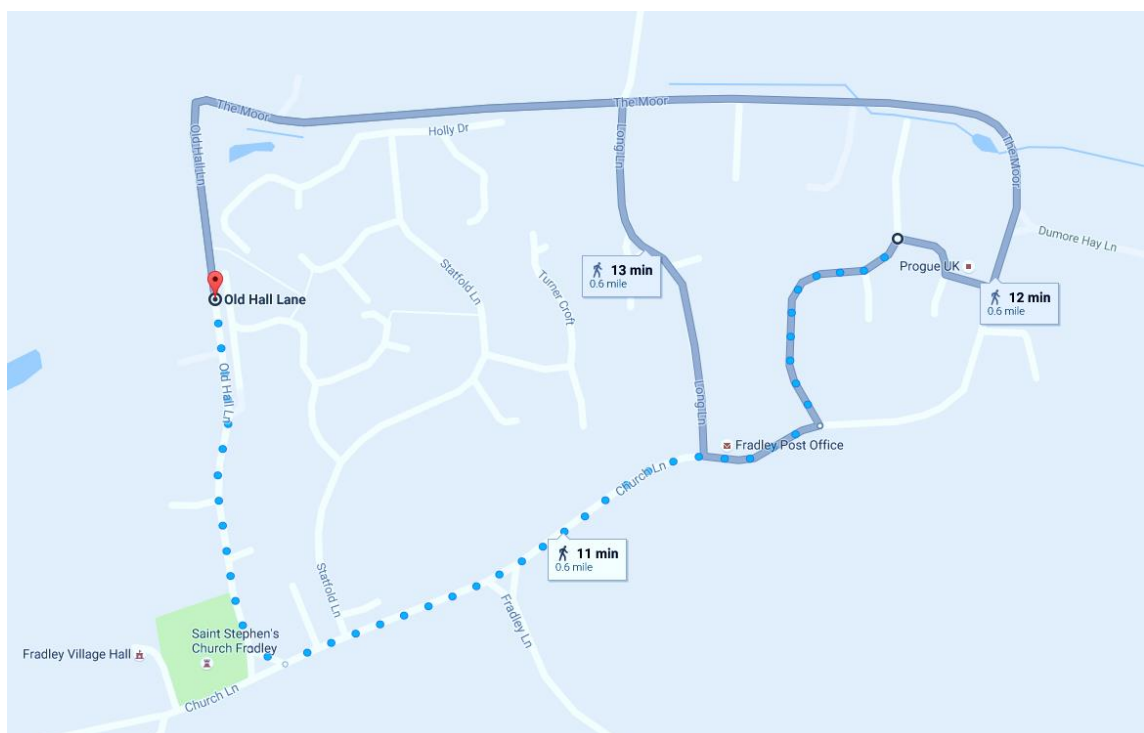 The Moor
The Moor
Holly Dr
Old Hall Ln
Long Ln
The Moor
Dumore Hay Ln
Progue UK
13 min
0.6 mile
12 min
0.6 mile
Statfold Ln
Turner Croft
Old Hall Lane
Old Hall Ln
Long Ln
Fradley Post Office
Church Ln
11 min
0.6 mile
Statfold Ln
Fradley Ln
Saint Stephen's
Church Fradley
Fradley Village Hall
Church Ln